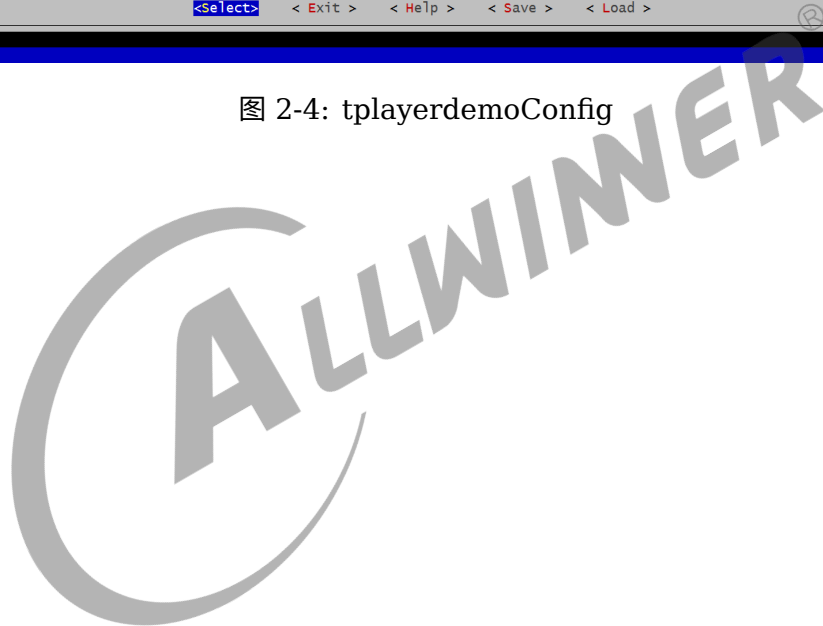 <Select> < Exit > < Help > < Save > < Load >
图 2-4: tplayerdemoConfig
ALLWINNER®